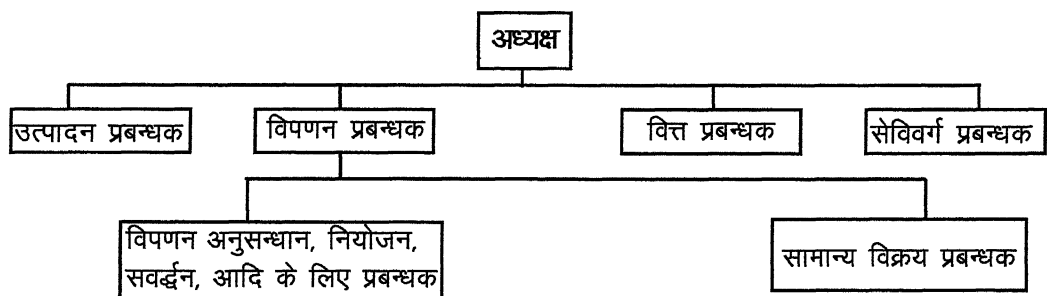 अध्यक्ष
उत्पादन प्रबन्धक
विपणन प्रबन्धक
वित्त प्रबन्धक
सेविवर्ग प्रबन्धक
विपणन अनुसन्धान, नियोजन,
सवर्द्धन, आदि के लिए प्रबन्धक
सामान्य विक्रय प्रबन्धक